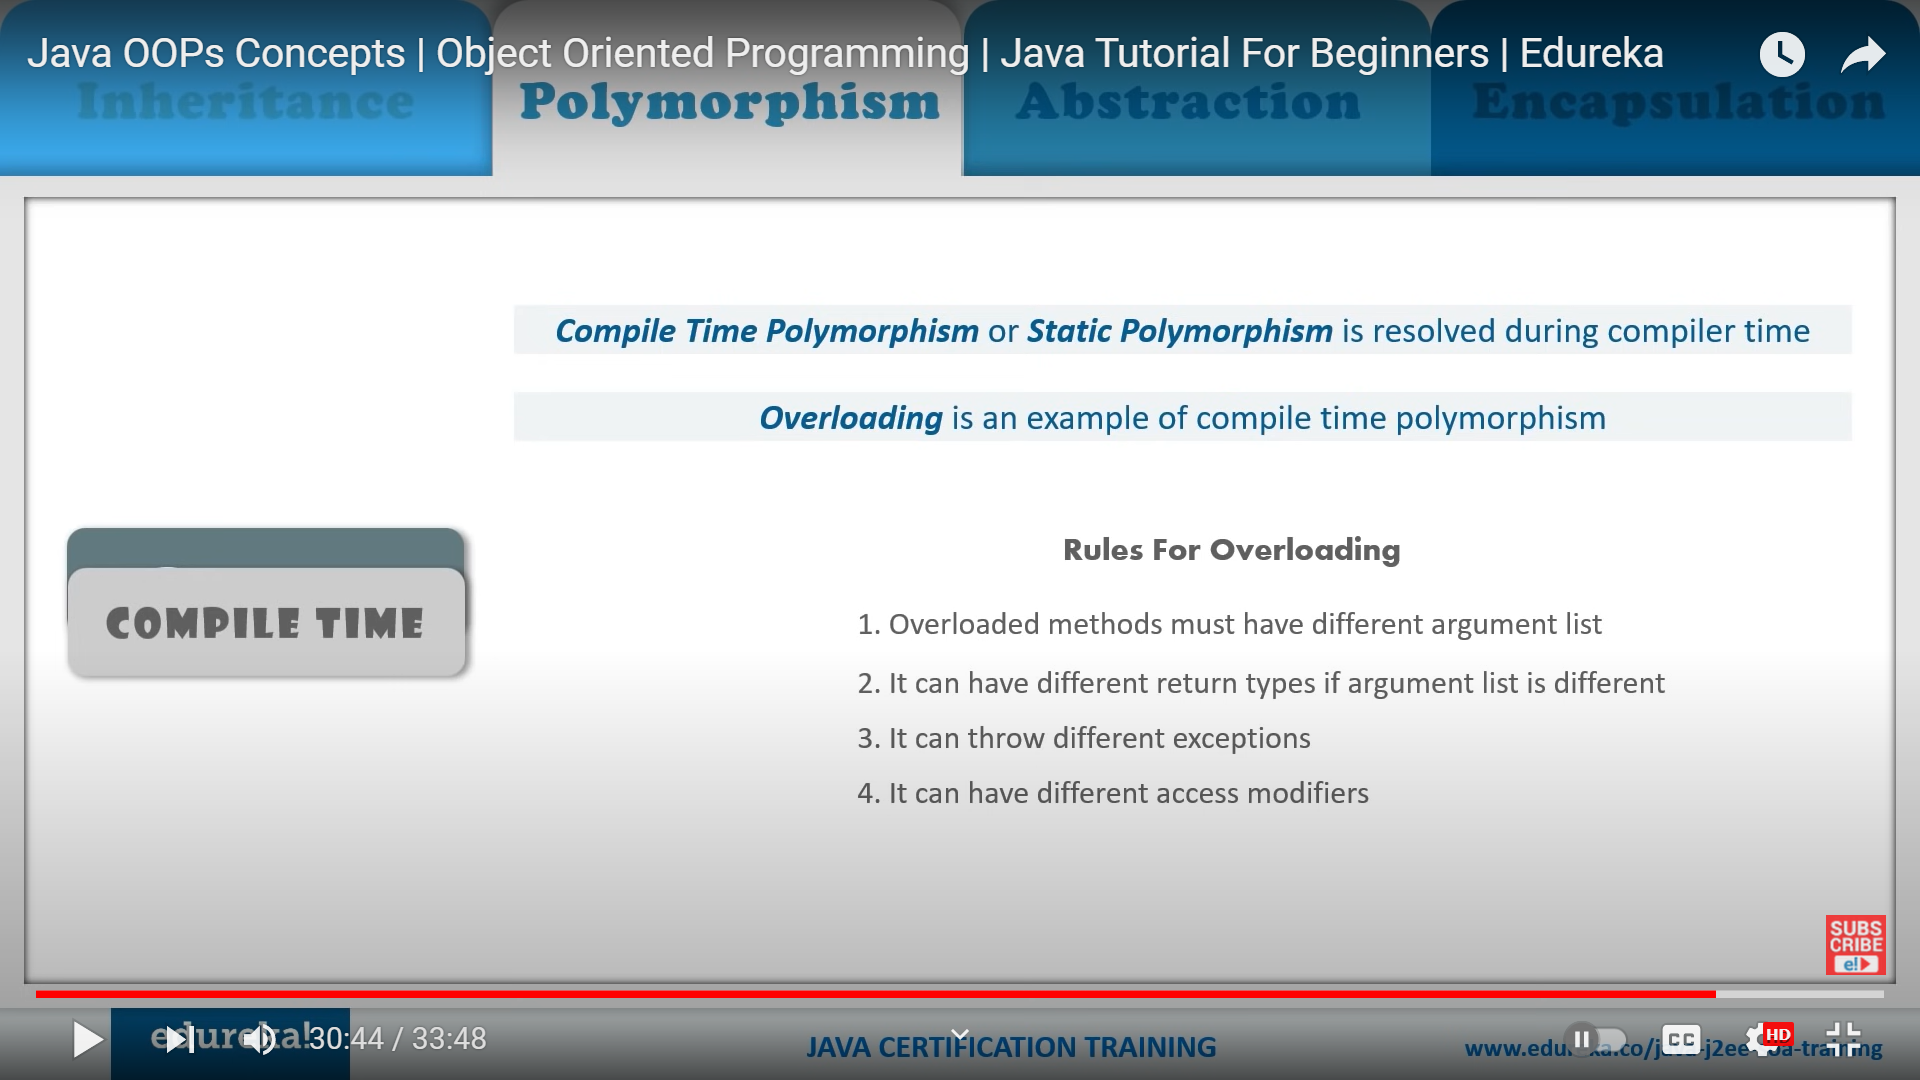 Java OOPs Concepts | Object Oriented Programming | Java Tutorial For Beginners | Edureka
Inheritance
Polymorphism
Abstraction
Encapsulation
Compile Time Polymorphism or Static Polymorphism is resolved during compiler time
Overloading is an example of compile time polymorphism
COMPILE TIME
Rules For Overloading
1. Overloaded methods must have different argument list
2. It can have different return types if argument list is different
3. It can throw different exceptions
4. It can have different access modifiers
SUBS
CRIBE
e!
edureka!
30:44 / 33:48
JAVA CERTIFICATION TRAINING
CC
HD